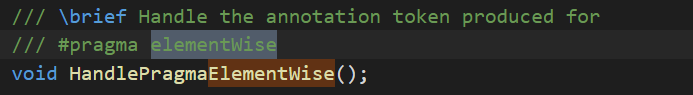 /// \brief Handle the annotation token produced for
/// #pragma elementWise
void HandlePragmaElementWise();